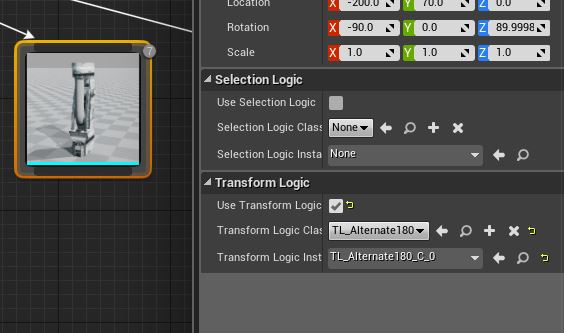 Location X -200.0 Y 70.0 Z 0.0
Rotation X -90.0 Y 0.0 Z 89.9998
Scale X 1.0 Y 1.0 Z 1.0
7
Selection Logic
Use Selection Logic
Selection Logic Clas None
Selection Logic Insta None
Transform Logic
Use Transform Logic
Transform Logic Clas TL_Alternate180
Transform Logic Inst TL_Alternate180_C_0